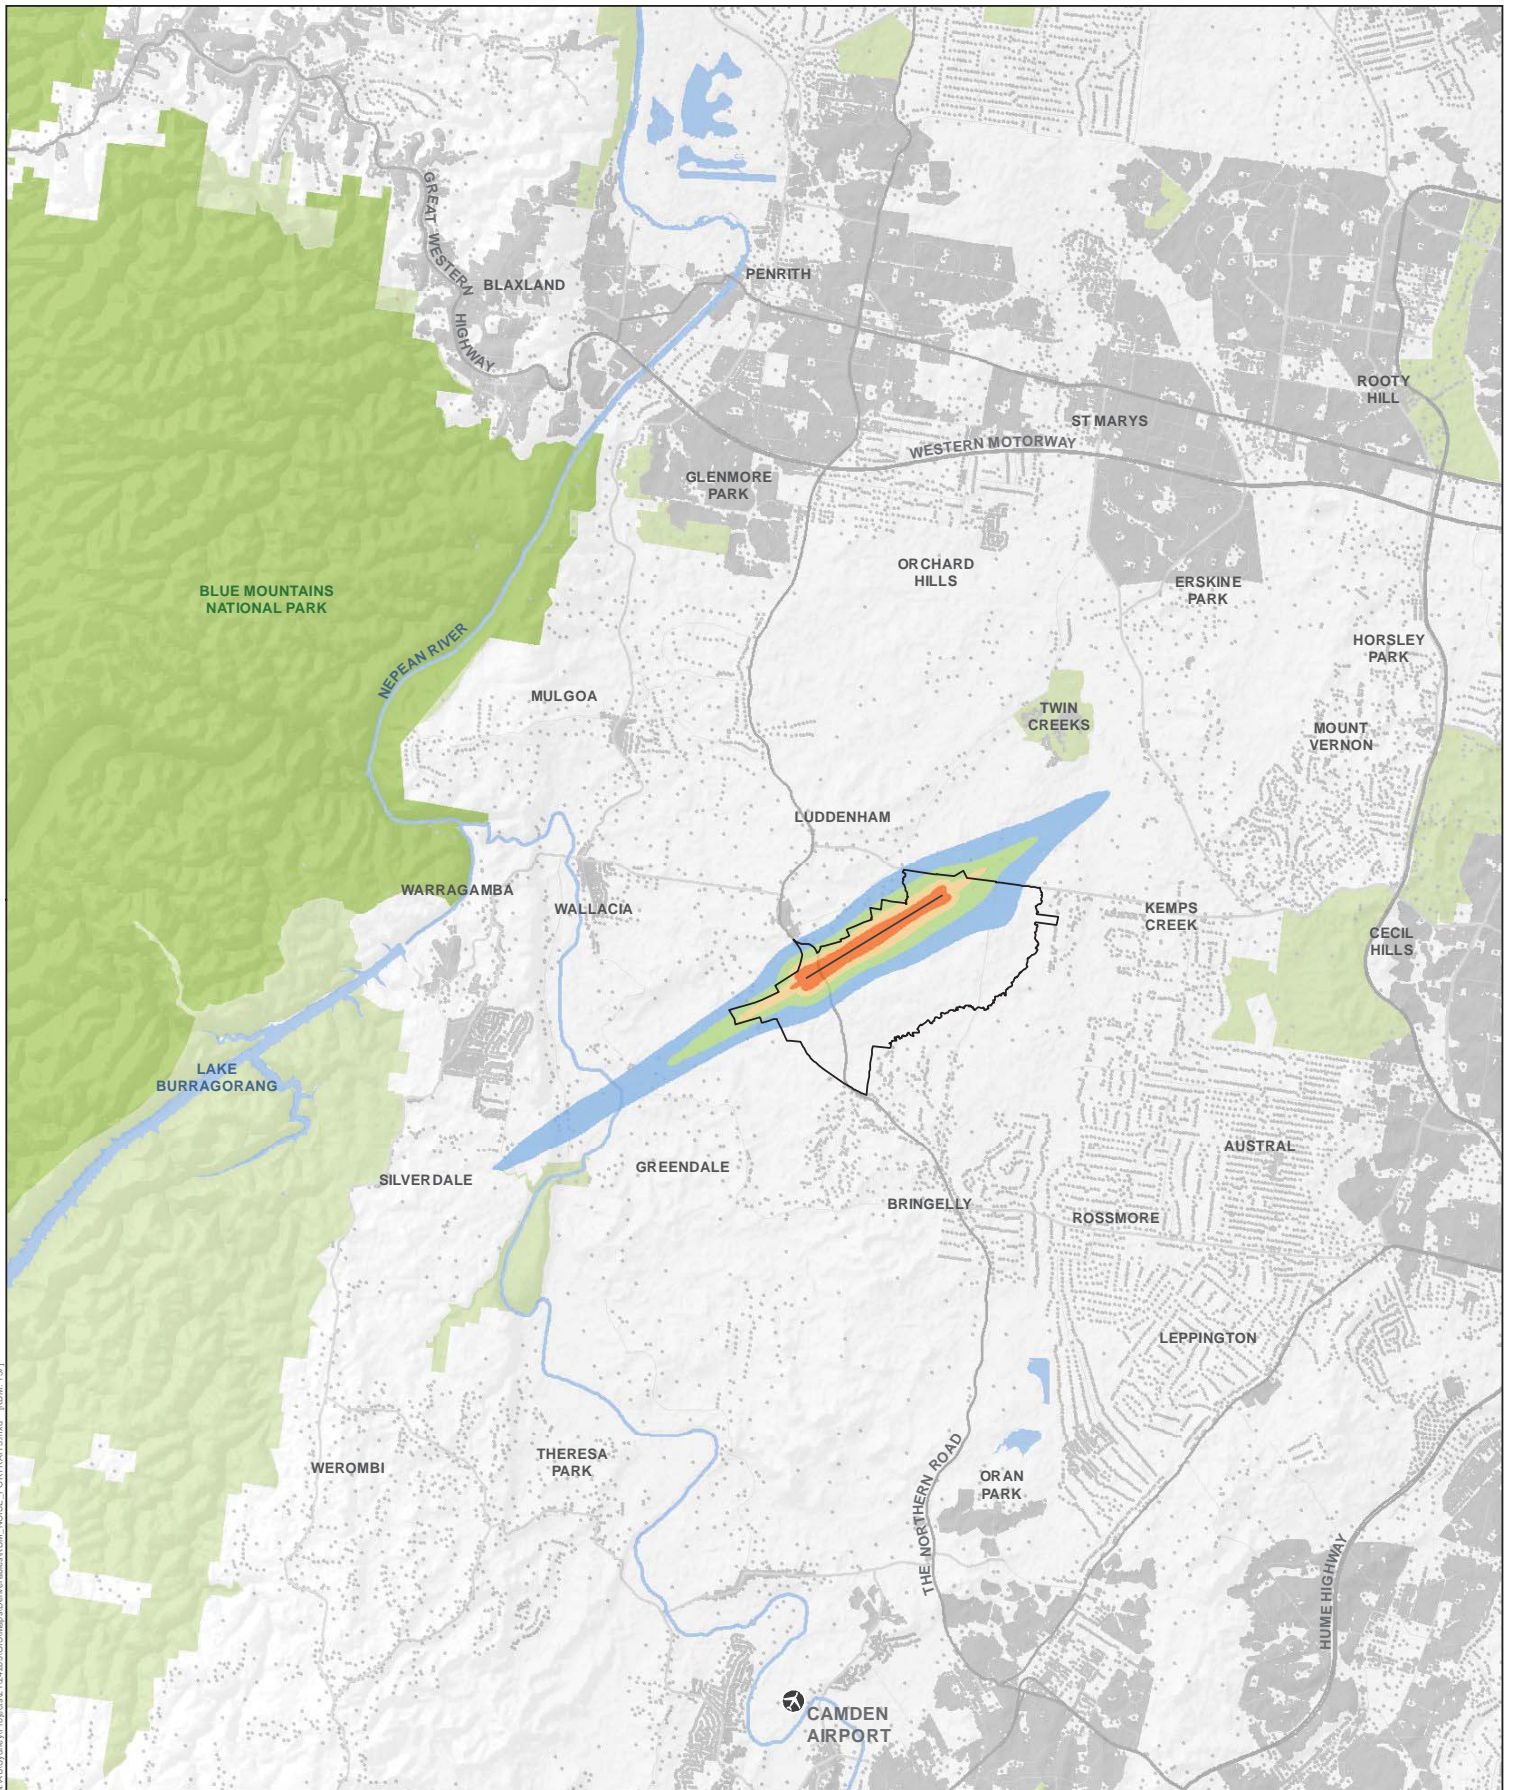 GREAT WESTERN HIGHWAY
BLAXLAND
PENRITH
ROOTY
HILL
ST MARYS
WESTERN MOTORWAY
GLENMORE
PARK
ORCHARD
HILLS
ERSKINE
PARK
BLUE MOUNTAINS
NATIONAL PARK
NEPEAN RIVER
HORSLEY
PARK
MULGOA
TWIN
CREEKS
MOUNT
VERNON
LUDDENHAM
WARRAGAMBA
WALLACIA
KEMPS
CREEK
CECIL
HILLS
LAKE
BURRAGORANG
AUSTRAL
SILVERDALE
GREENDALE
BRINGELLY
ROSSMORE
LEPPINGTON
THERESA
PARK
WEROMBI
THE NORTHERN ROAD
ORAN
PARK
HUME HIGHWAY
CAMDEN
AIRPORT